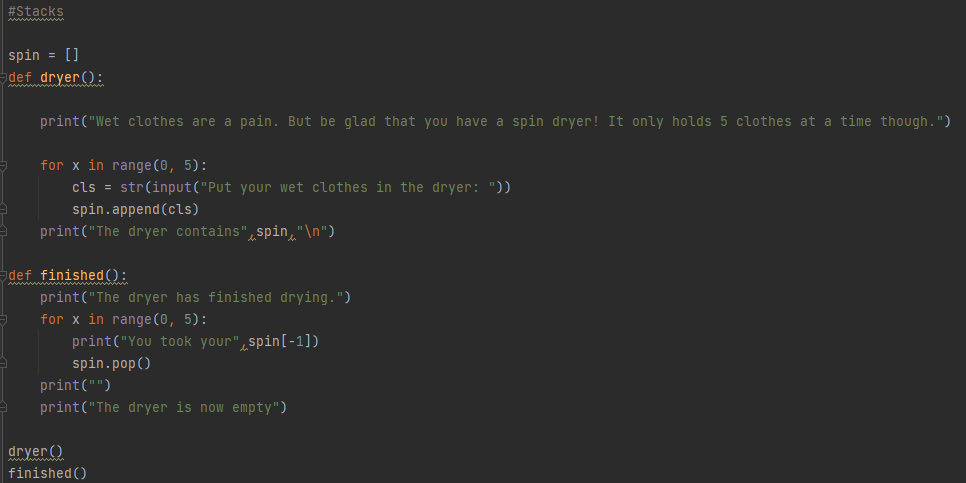 #Stacks
spin = []
def dryer():
print("Wet clothes are a pain. But be glad that you have a spin dryer! It only holds 5 clothes at a time though.")
for x in range(0, 5):
cls = str(input("Put your wet clothes in the dryer: "))
spin.append(cls)
print("The dryer contains",spin,"\n")
def finished():
print("The dryer has finished drying.")
for x in range(0, 5):
print("You took your",spin[-1])
spin.pop()
print("")
print("The dryer is now empty")
dryer()
finished()